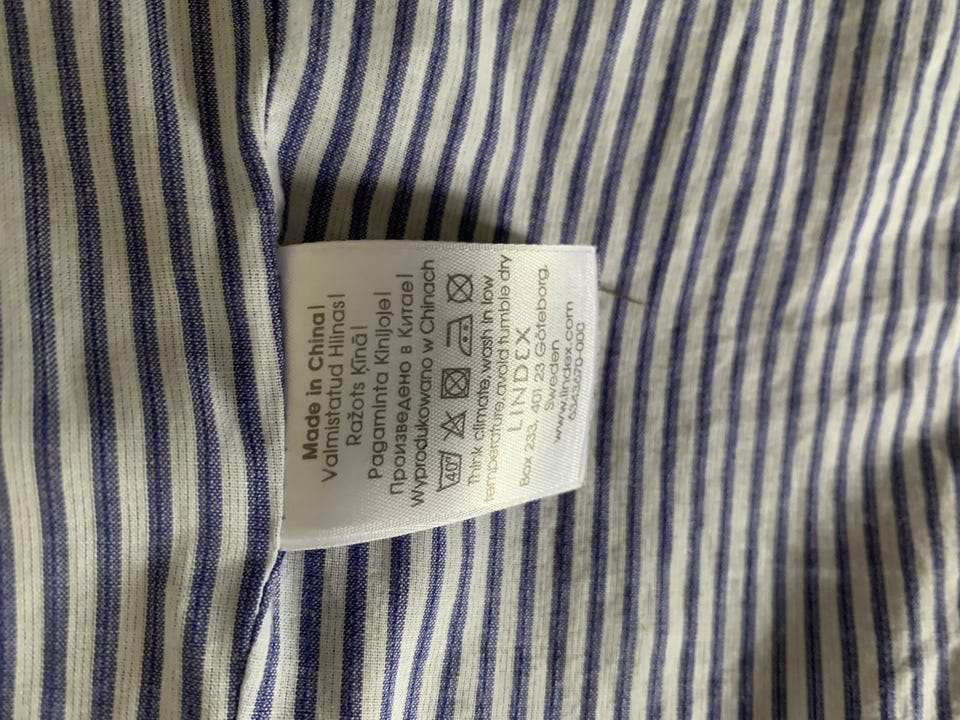 Made in China|
Valmistatud Hiinas|
Ražots Ķīnā|
Pagaminta Kinijoje|
Произведено в Китае|
Wyprodukowano w Chinach
40°
Think climate, wash in low
temperature, avoid tumble dry
LINDEX
Box 233, 401 23 Göteborg,
Sweden
www.lindex.com